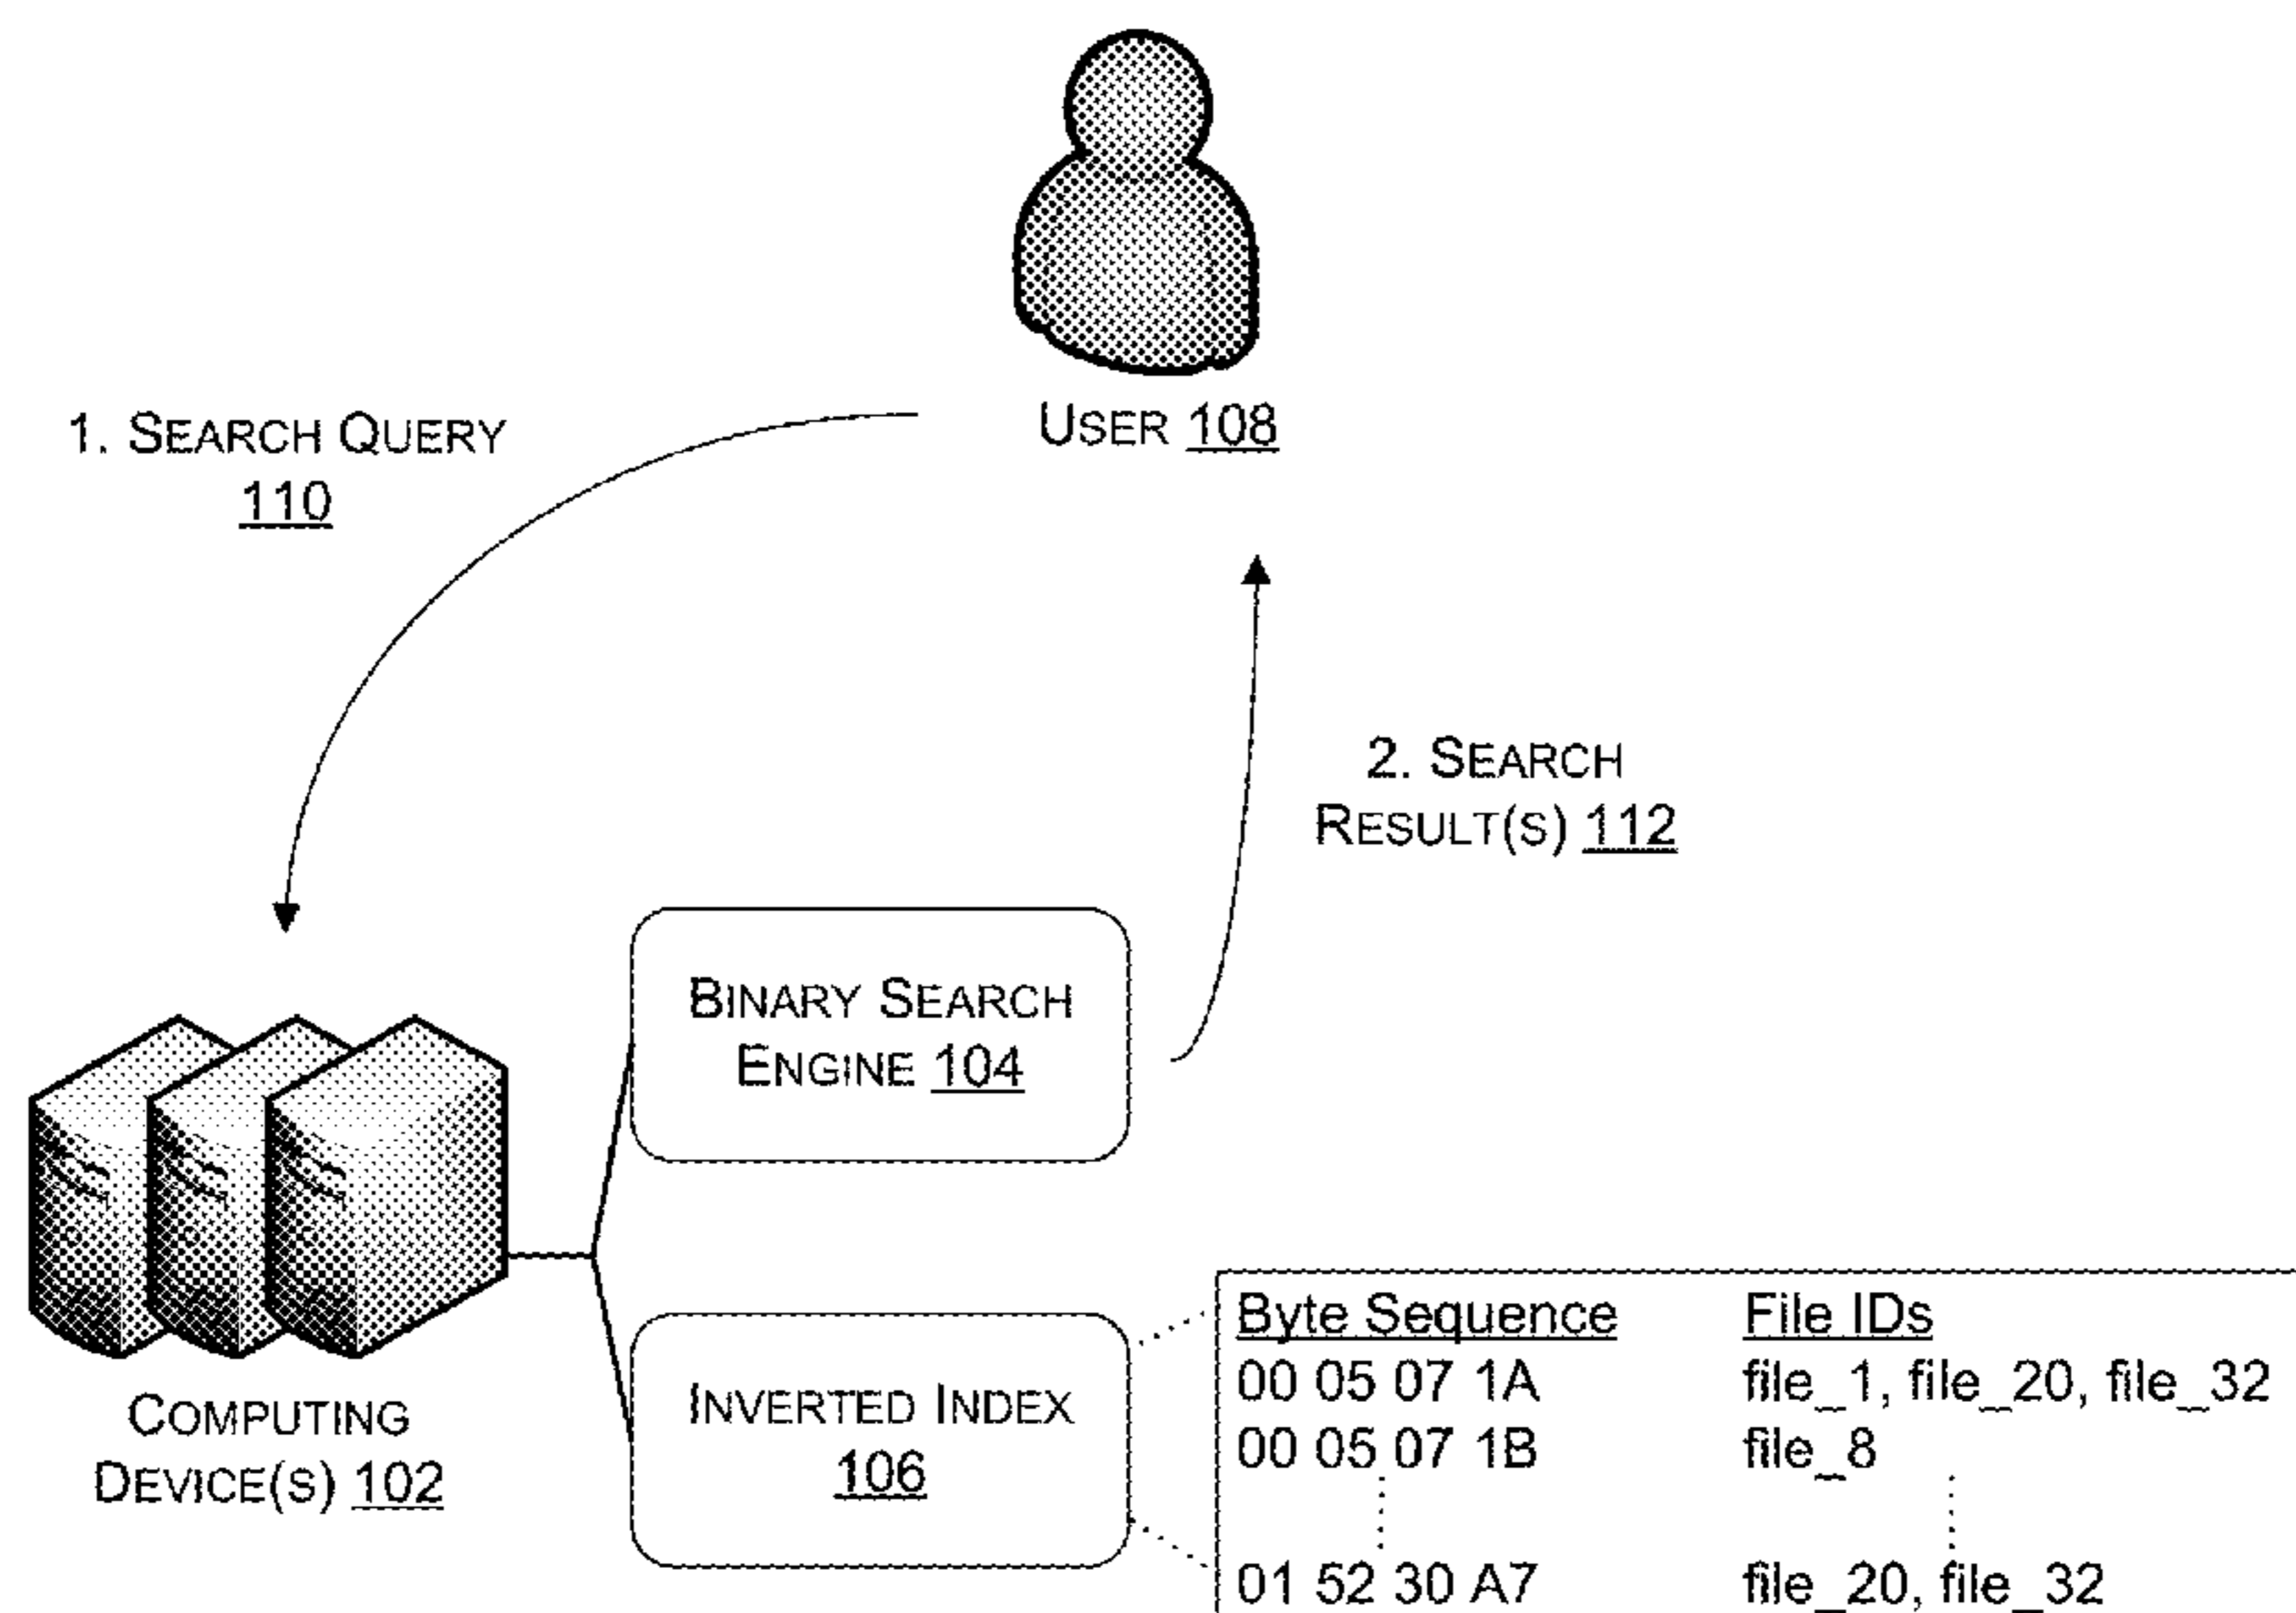 1. SEARCH QUERY
110
USER 108
2. SEARCH
RESULT(S) 112
BINARY SEARCH
ENGINE 104
COMPUTING
DEVICE(S) 102
INVERTED INDEX
106
Byte Sequence File IDs
00 05 07 1A file_1, file_20, file_32
00 05 07 1B file_8
01 52 30 A7 file_20, file_32